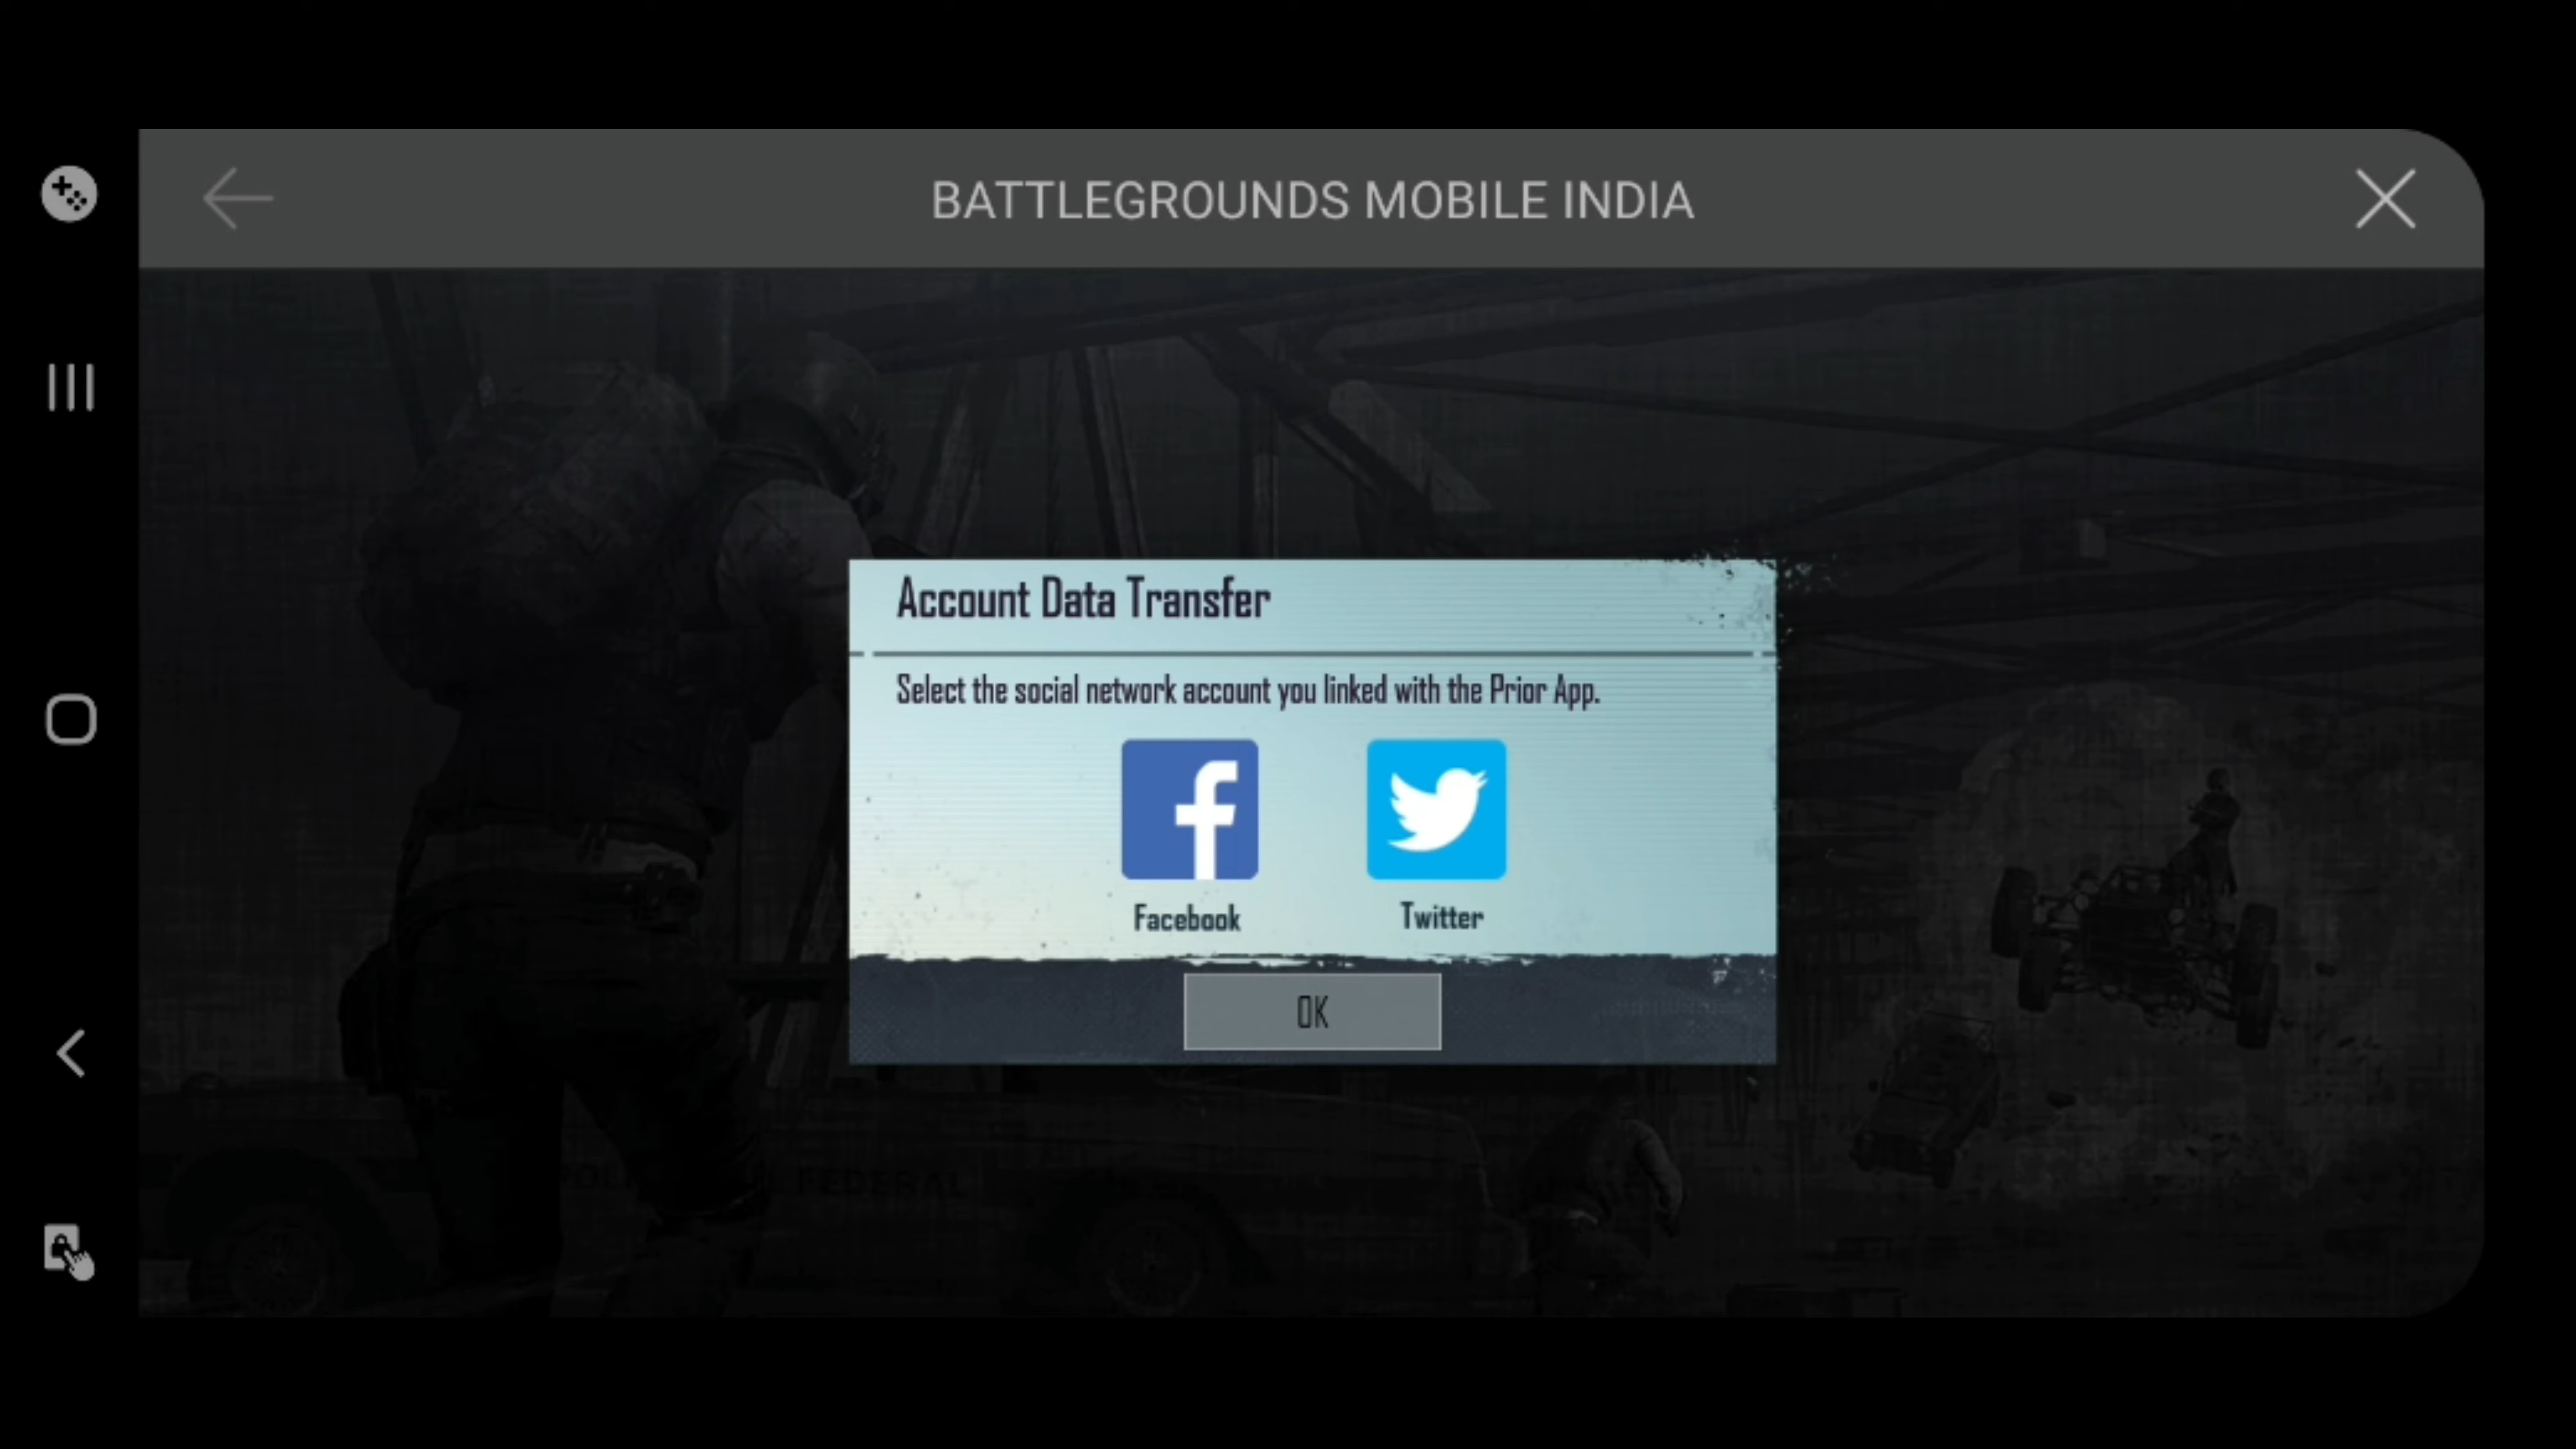 BATTLEGROUNDS MOBILE INDIA
Account Data Transfer
Select the social network account you linked with the Prior App.
Facebook
Twitter
OK
FEDERAL